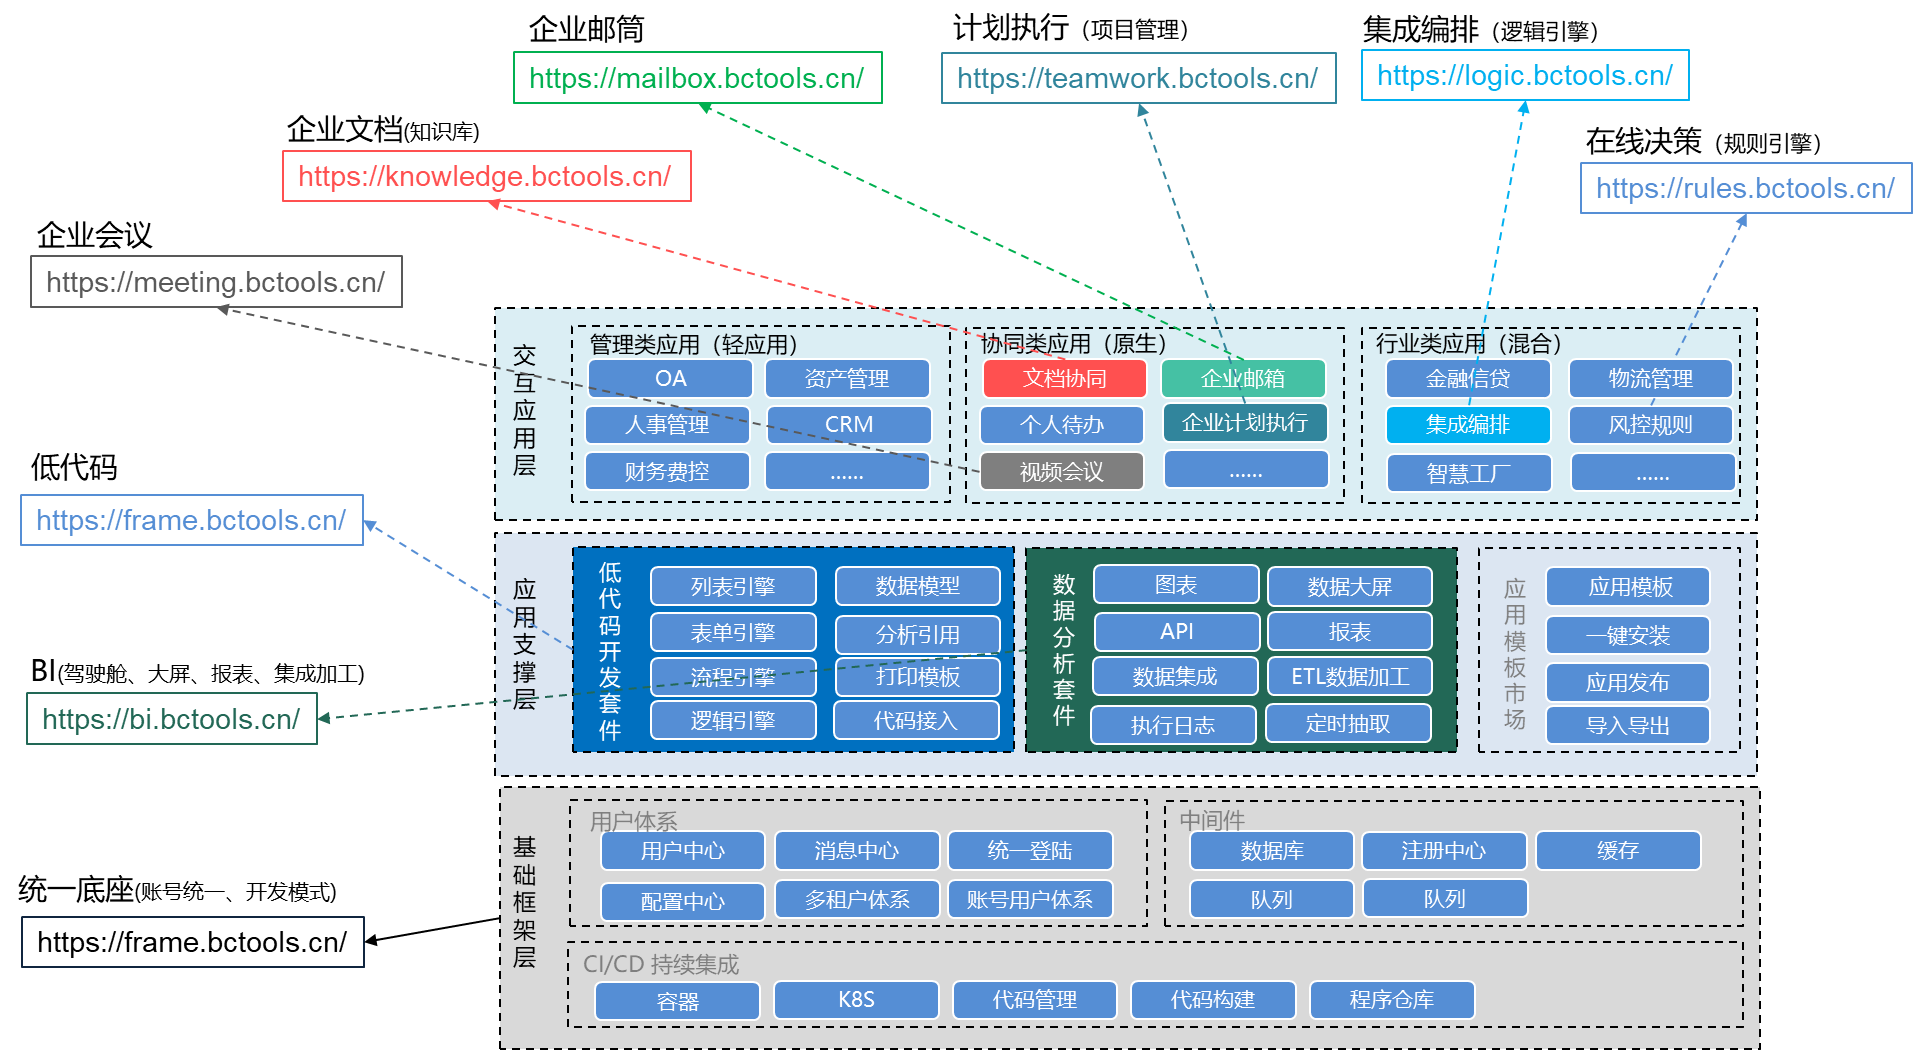 企业邮筒
https://mailbox.bctools.cn/
计划执行（项目管理）
https://teamwork.bctools.cn/
集成编排（逻辑引擎）
https://logic.bctools.cn/
企业文档(知识库)
https://knowledge.bctools.cn/
在线决策（规则引擎）
https://rules.bctools.cn/
企业会议
https://meeting.bctools.cn/
交互应用层
管理类应用（轻应用）
OA
资产管理
人事管理
CRM
财务费控
......
协同类应用（原生）
文档协同
企业邮箱
个人待办
企业计划执行
视频会议
......
行业类应用（混合）
金融信贷
物流管理
集成编排
风控规则
智慧工厂
......
低代码
https://frame.bctools.cn/
BI(驾驶舱、大屏、报表、集成加工)
https://bi.bctools.cn/
应用支撑层
低代码开发套件
列表引擎
数据模型
表单引擎
分析引用
流程引擎
打印模板
逻辑引擎
代码接入
数据分析套件
图表
数据大屏
API
报表
数据集成
ETL数据加工
执行日志
定时抽取
应用模板市场
应用模板
一键安装
应用发布
导入导出
统一底座(账号统一、开发模式)
https://frame.bctools.cn/
基础框架层
用户体系
用户中心
消息中心
统一登陆
配置中心
多租户体系
账号用户体系
中间件
数据库
注册中心
缓存
队列
队列
CI/CD 持续集成
容器
K8S
代码管理
代码构建
程序仓库